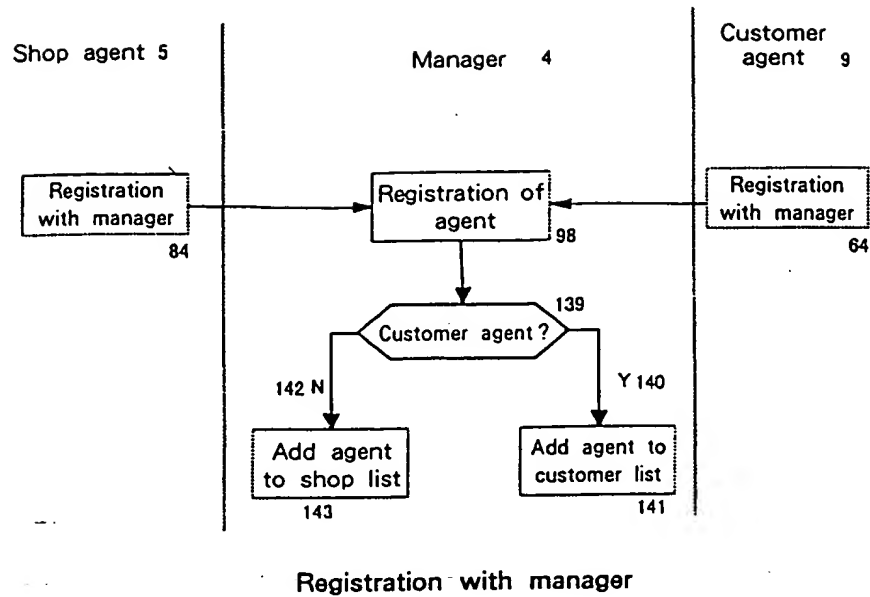 Shop agent 5
Manager 4
Customer
agent 9
Registration
with manager
84
Registration of
agent
98
Registration
with manager
64
139
Customer agent?
142 N
Y 140
Add agent
to shop list
143
Add agent to
customer list
141
Registration with manager